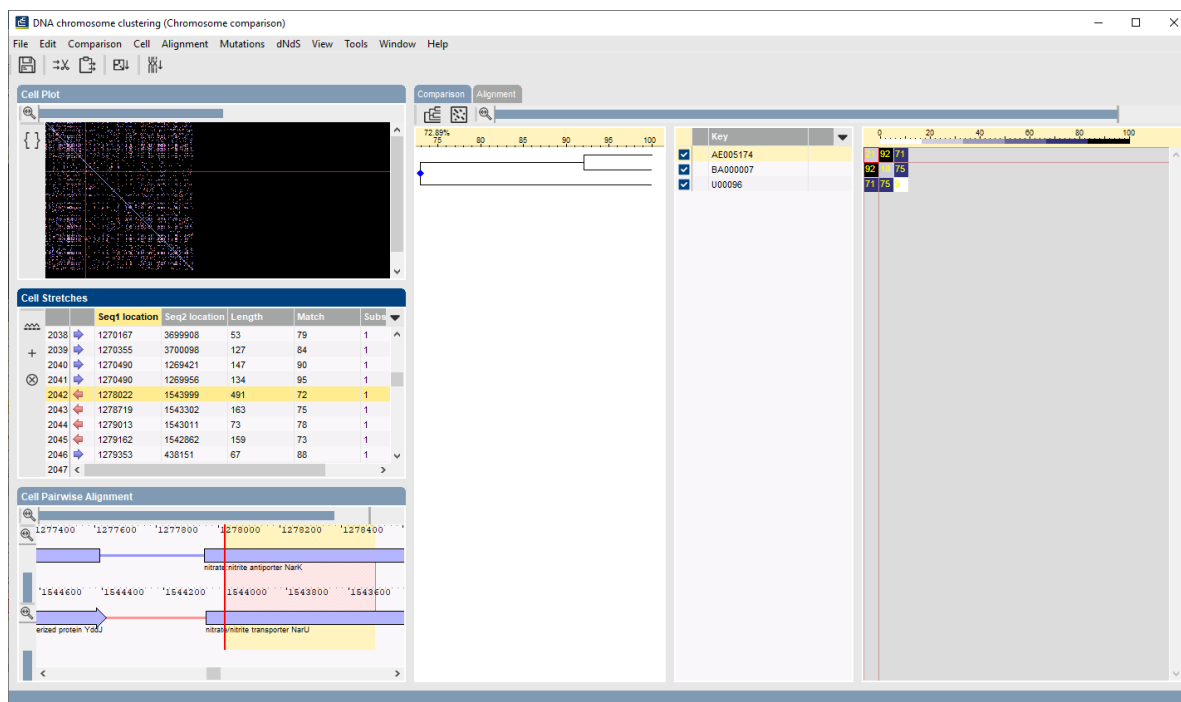 DNA chromosome clustering (Chromosome comparison)
File Edit Comparison Cell Alignment Mutations dNdS View Tools Window Help
Cell Plot
Cell Stretches
Seq1 location Seq2 location Length Match Subs
2038 1270167 3699908 53 79 1
2039 1270355 3700098 127 84 1
2040 1270490 1269421 147 90 1
2041 1270490 1269956 134 95 1
2042 1278022 1543999 491 72 1
2043 1278719 1543302 163 75 1
2044 1279013 1543011 73 78 1
2045 1279162 1542862 159 73 1
2046 1279353 438151 67 88 1
2047
Cell Pairwise Alignment
1277400 '1277600 '1277800 '1278000 '1278200 '1278400
nitrate:nitrite antiporter NarK
'1544600 '1544400 '1544200 '1544000 '1543800 '1543600
erized protein YddJ nitrate/nitrite transporter NarU
Comparison Alignment
72.89%
75 80 85 90 95 100
Key
AE005174
BA000007
U00096
0 20 40 60 80 100
92 71
92 75
71 75